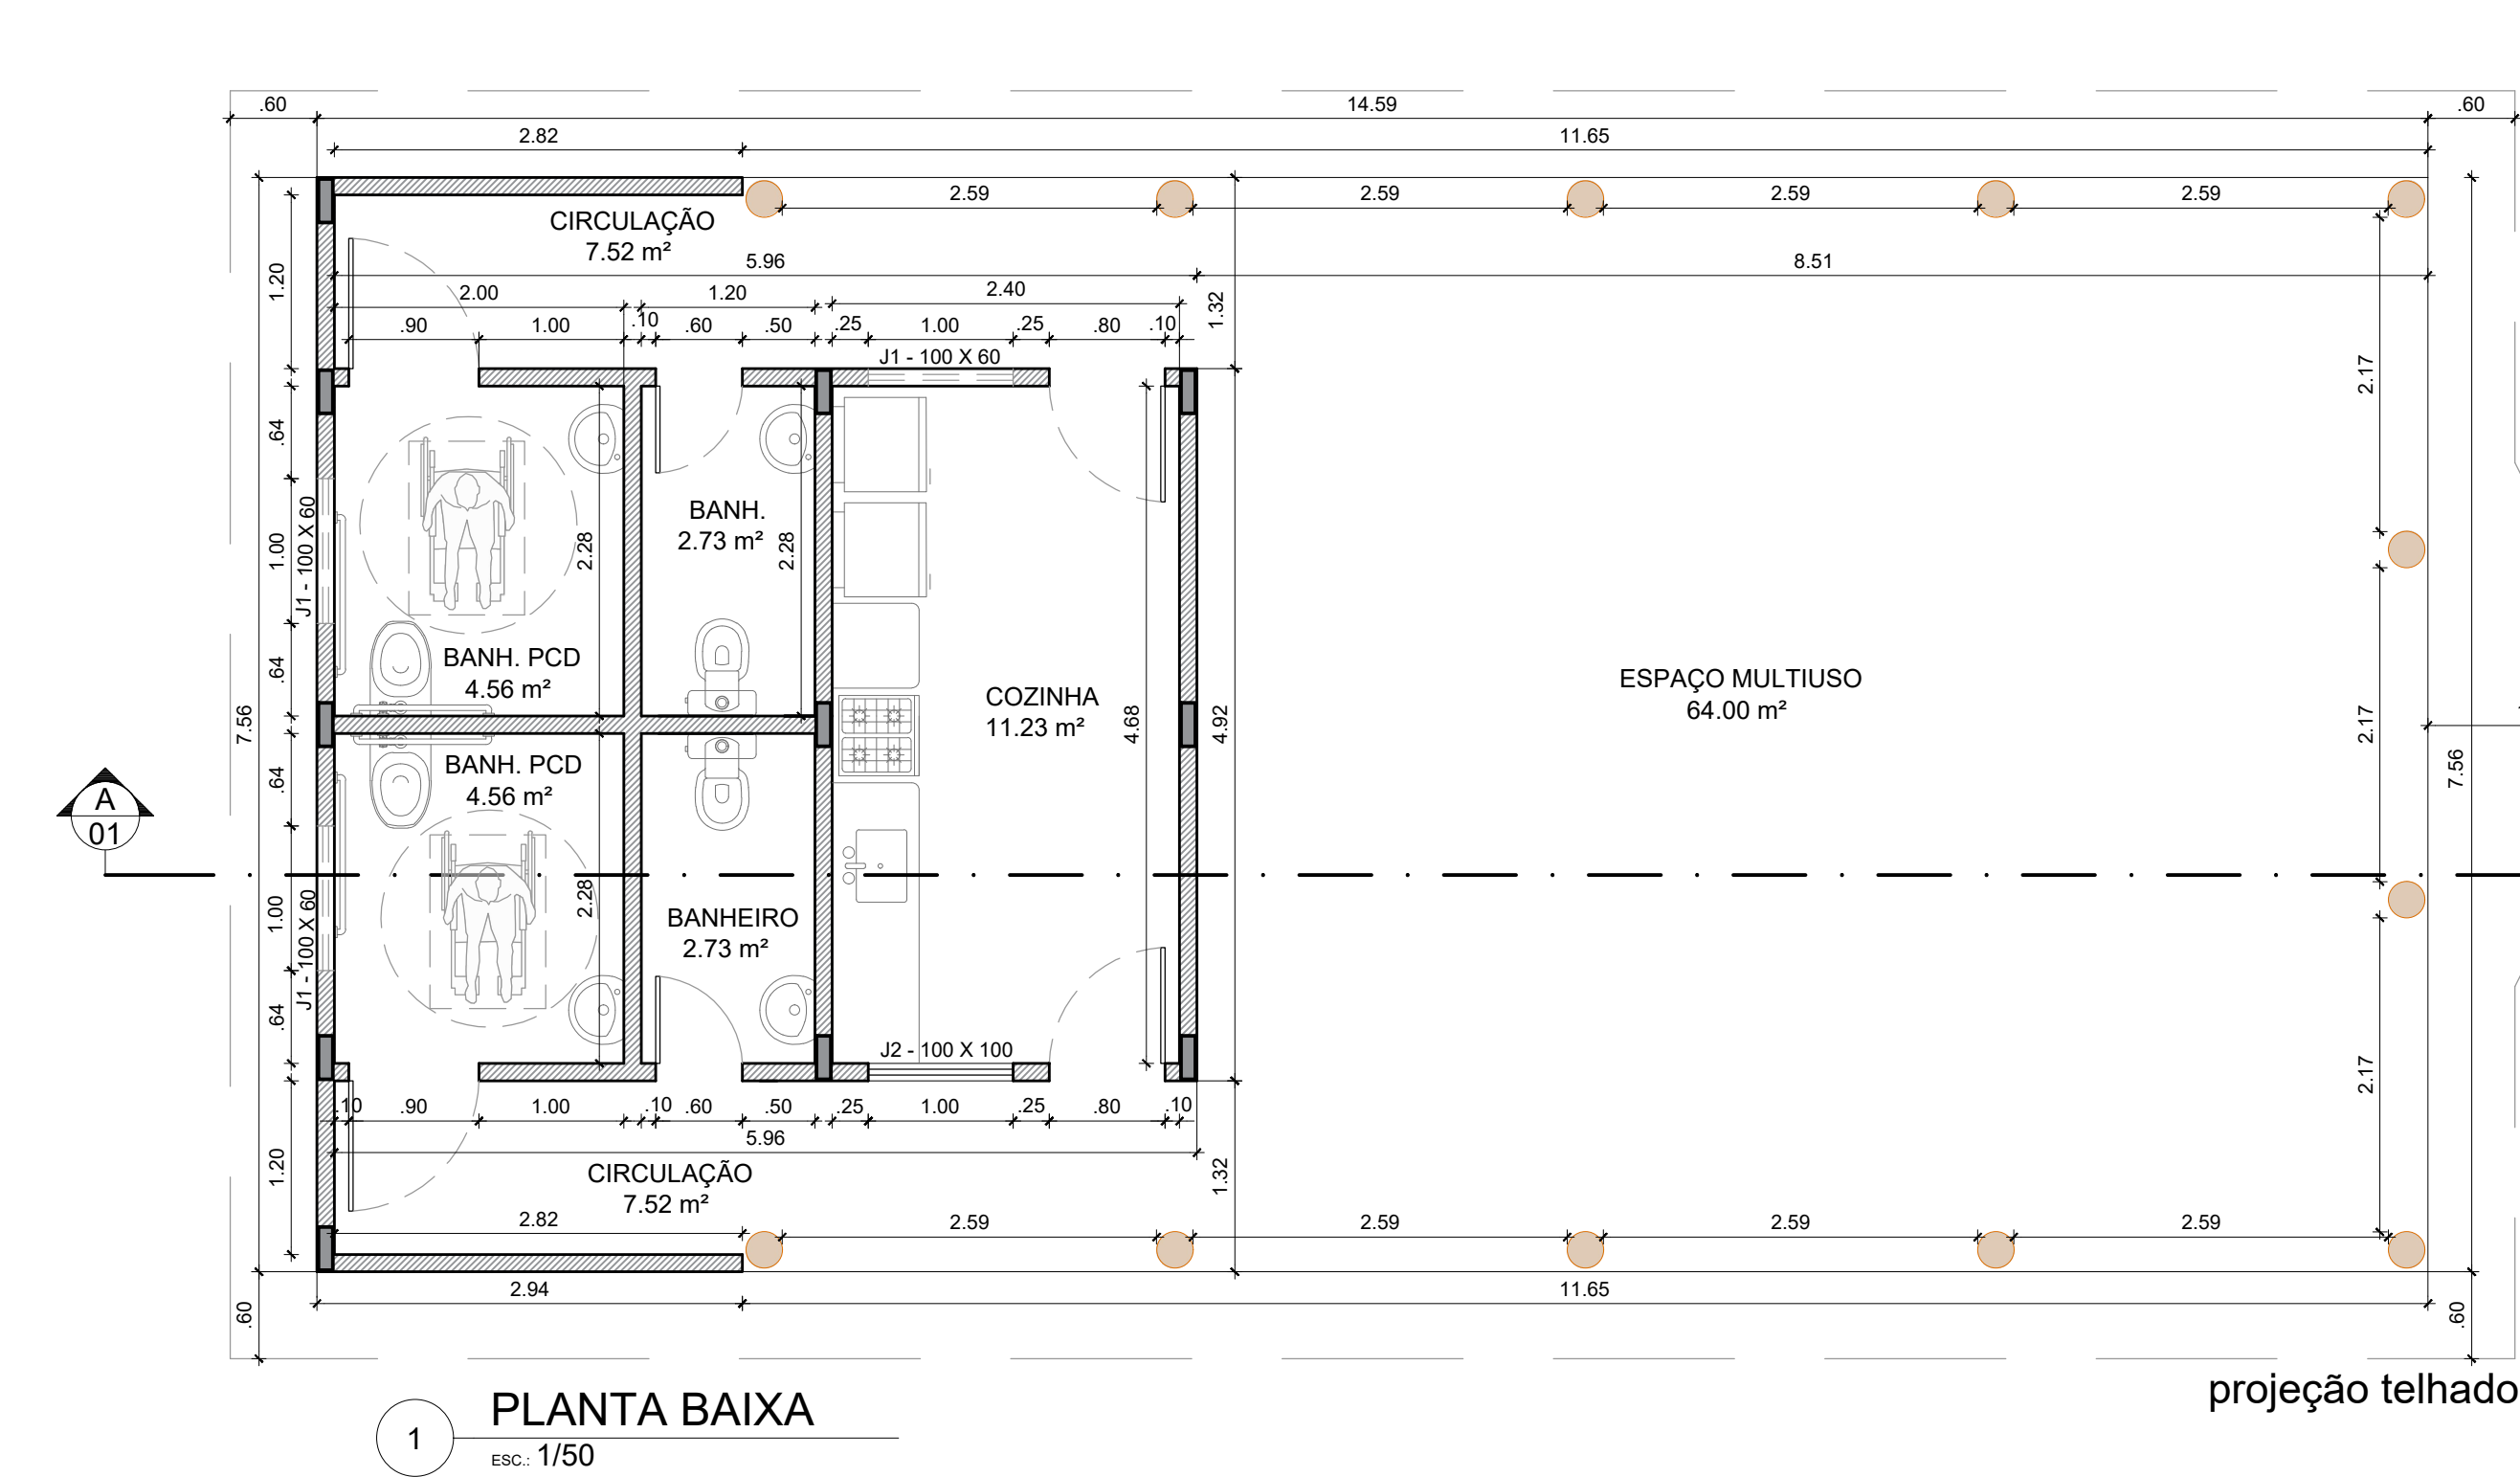 .60
14.59
.60
2.82
11.65
2.59
2.59
2.59
2.59
CIRCULAÇÃO
7.52 m²
5.96
8.51
1.20
2.00
1.20
2.40
1.32
.90
1.00
.10
.60
.50
.25
1.00
.25
.80
.10
J1 - 100 X 60
2.17
.64
1.00
J1 - 100 X 60
2.28
BANH.
2.73 m²
2.28
.64
BANH. PCD
4.56 m²
COZINHA
11.23 m²
4.68
4.92
ESPAÇO MULTIUSO
64.00 m²
2.17
7.56
7.56
.64
BANH. PCD
4.56 m²
A
01
1.00
J1 - 100 X 60
2.28
BANHEIRO
2.73 m²
.64
J2 - 100 X 100
2.17
.10
.90
1.00
.10
.60
.50
.25
1.00
.25
.80
.10
5.96
1.20
CIRCULAÇÃO
7.52 m²
1.32
2.82
2.59
2.59
2.59
2.59
2.94
11.65
.60
.60
projeção telhado
1
PLANTA BAIXA
ESC.: 1/50